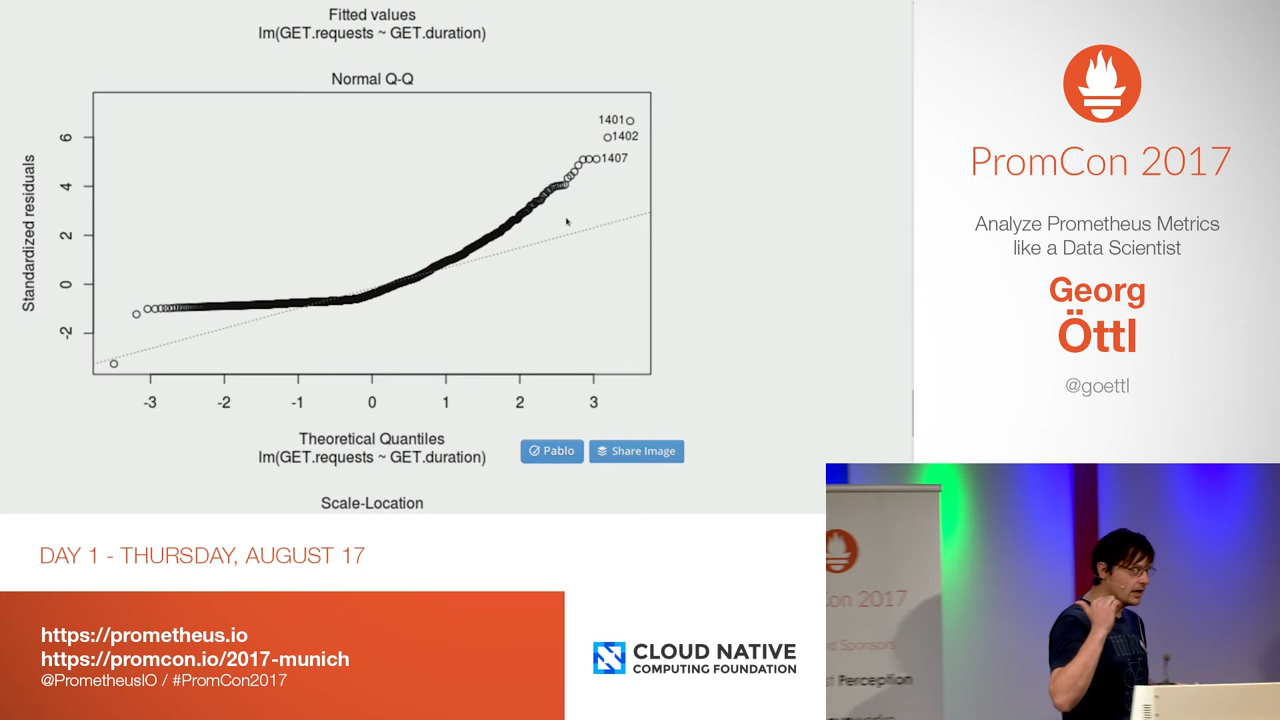 Fitted values
lm(GET.requests ~ GET.duration)
Normal Q-Q
Standardized residuals
6
4
2
0
-2
1401
1402
1407
-3
-2
-1
0
1
2
3
Theoretical Quantiles
lm(GET.requests ~ GET.duration)
Pablo
Share Image
Scale-Location
PromCon 2017
Analyze Prometheus Metrics
like a Data Scientist
Georg
Öttl
@goettl
DAY 1 - THURSDAY, AUGUST 17
https://prometheus.io
https://promcon.io/2017-munich
@PrometheusIO / #PromCon2017
CLOUD NATIVE
COMPUTING FOUNDATION
2017
Sponsors
Perception